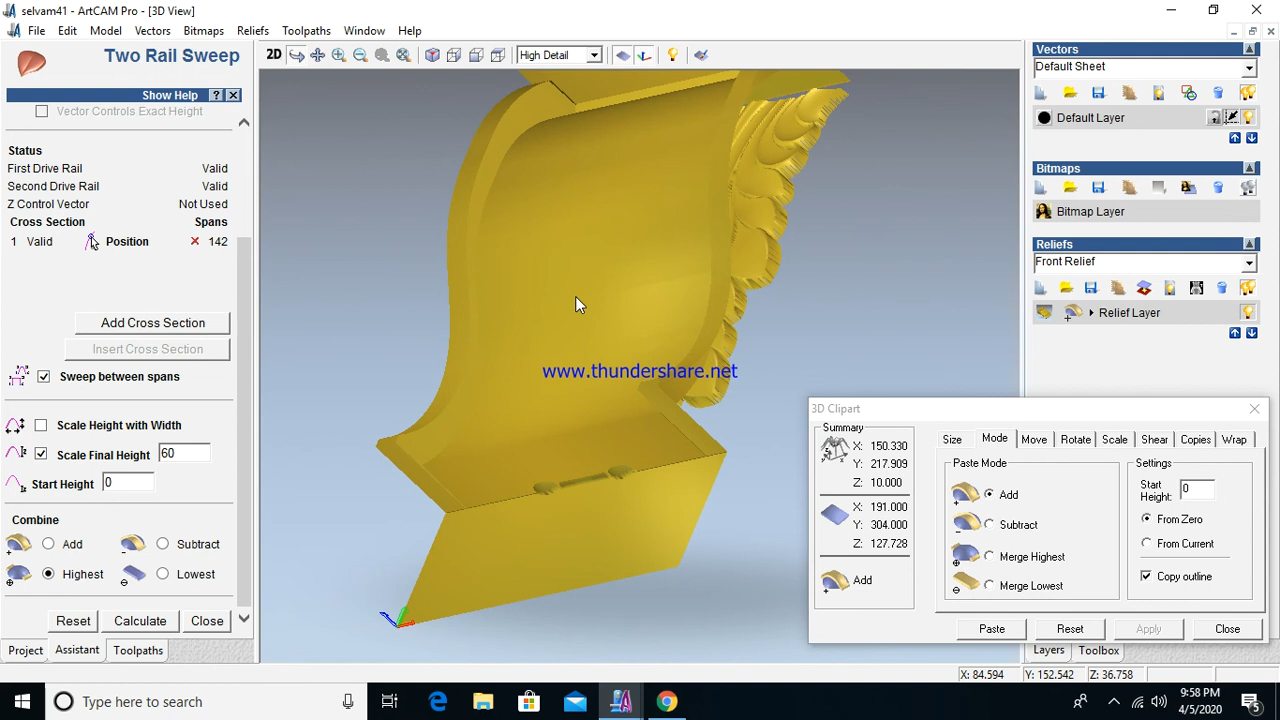 selvam41 - ArtCAM Pro - [3D View]
File Edit Model Vectors Bitmaps Reliefs Toolpaths Window Help
Two Rail Sweep
Show Help ?
Vector Controls Exact Height
Status
First Drive Rail Valid
Second Drive Rail Valid
Z Control Vector Not Used
Cross Section Spans
1 Valid Position 142
Add Cross Section
Insert Cross Section
Sweep between spans
Scale Height with Width
Scale Final Height 60
Start Height 0
Combine
Add Subtract
Highest Lowest
Reset Calculate Close
Project Assistant Toolpaths
2D High Detail
www.thundershare.net
Vectors
Default Sheet
Default Layer
Bitmaps
Bitmap Layer
Reliefs
Front Relief
Relief Layer
3D Clipart
Summary
X: 150.330
Y: 217.909
Z: 10.000
X: 191.000
Y: 304.000
Z: 127.728
Add
Size Mode Move Rotate Scale Shear Copies Wrap
Paste Mode
Add
Subtract
Merge Highest
Merge Lowest
Settings
Start Height: 0
From Zero
From Current
Copy outline
Paste Reset Apply Close
Layers Toolbox
X: 84.594 Y: 152.542 Z: 36.758
Type here to search
9:58 PM
4/5/2020
5